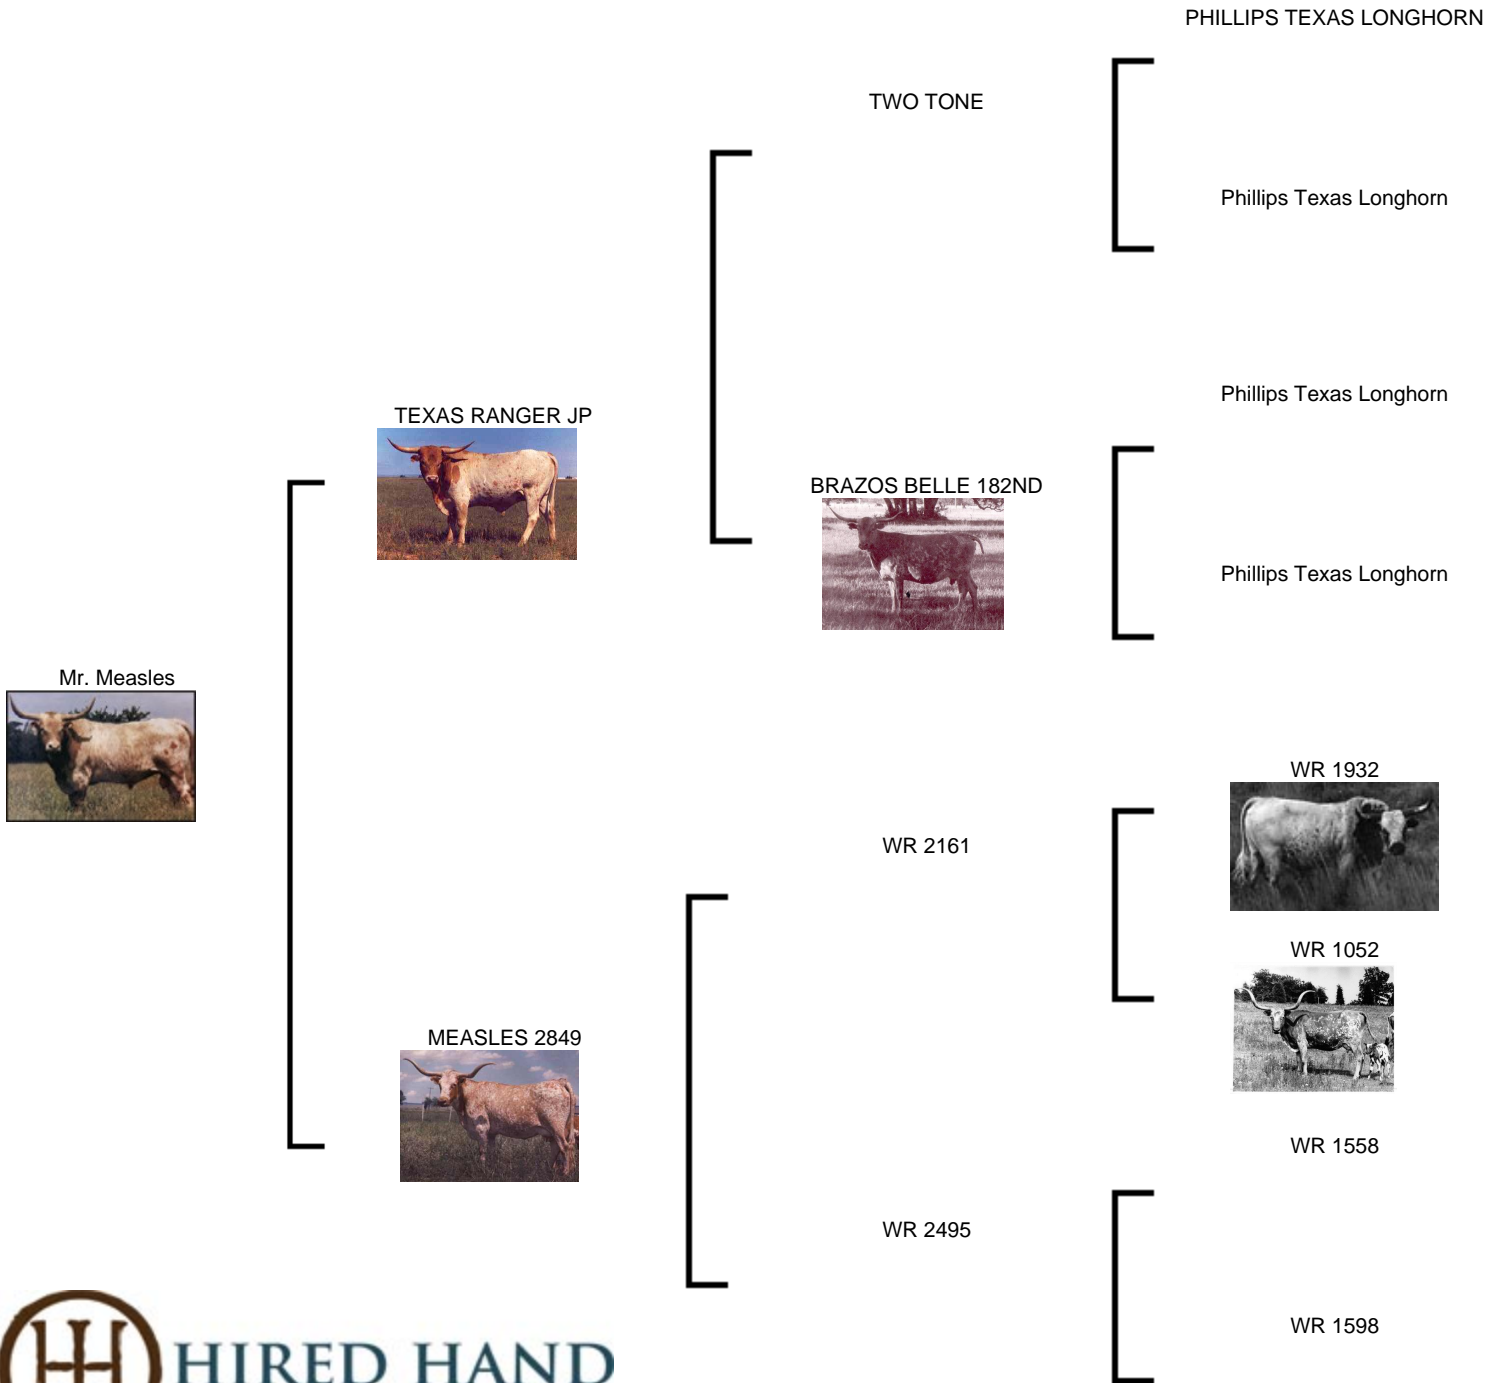 PHILLIPS TEXAS LONGHORN
TWO TONE
Phillips Texas Longhorn
Phillips Texas Longhorn
TEXAS RANGER JP
BRAZOS BELLE 182ND
Phillips Texas Longhorn
Mr. Measles
WR 1932
WR 2161
WR 1052
MEASLES 2849
WR 1558
WR 2495
WR 1598
HIRED HAND